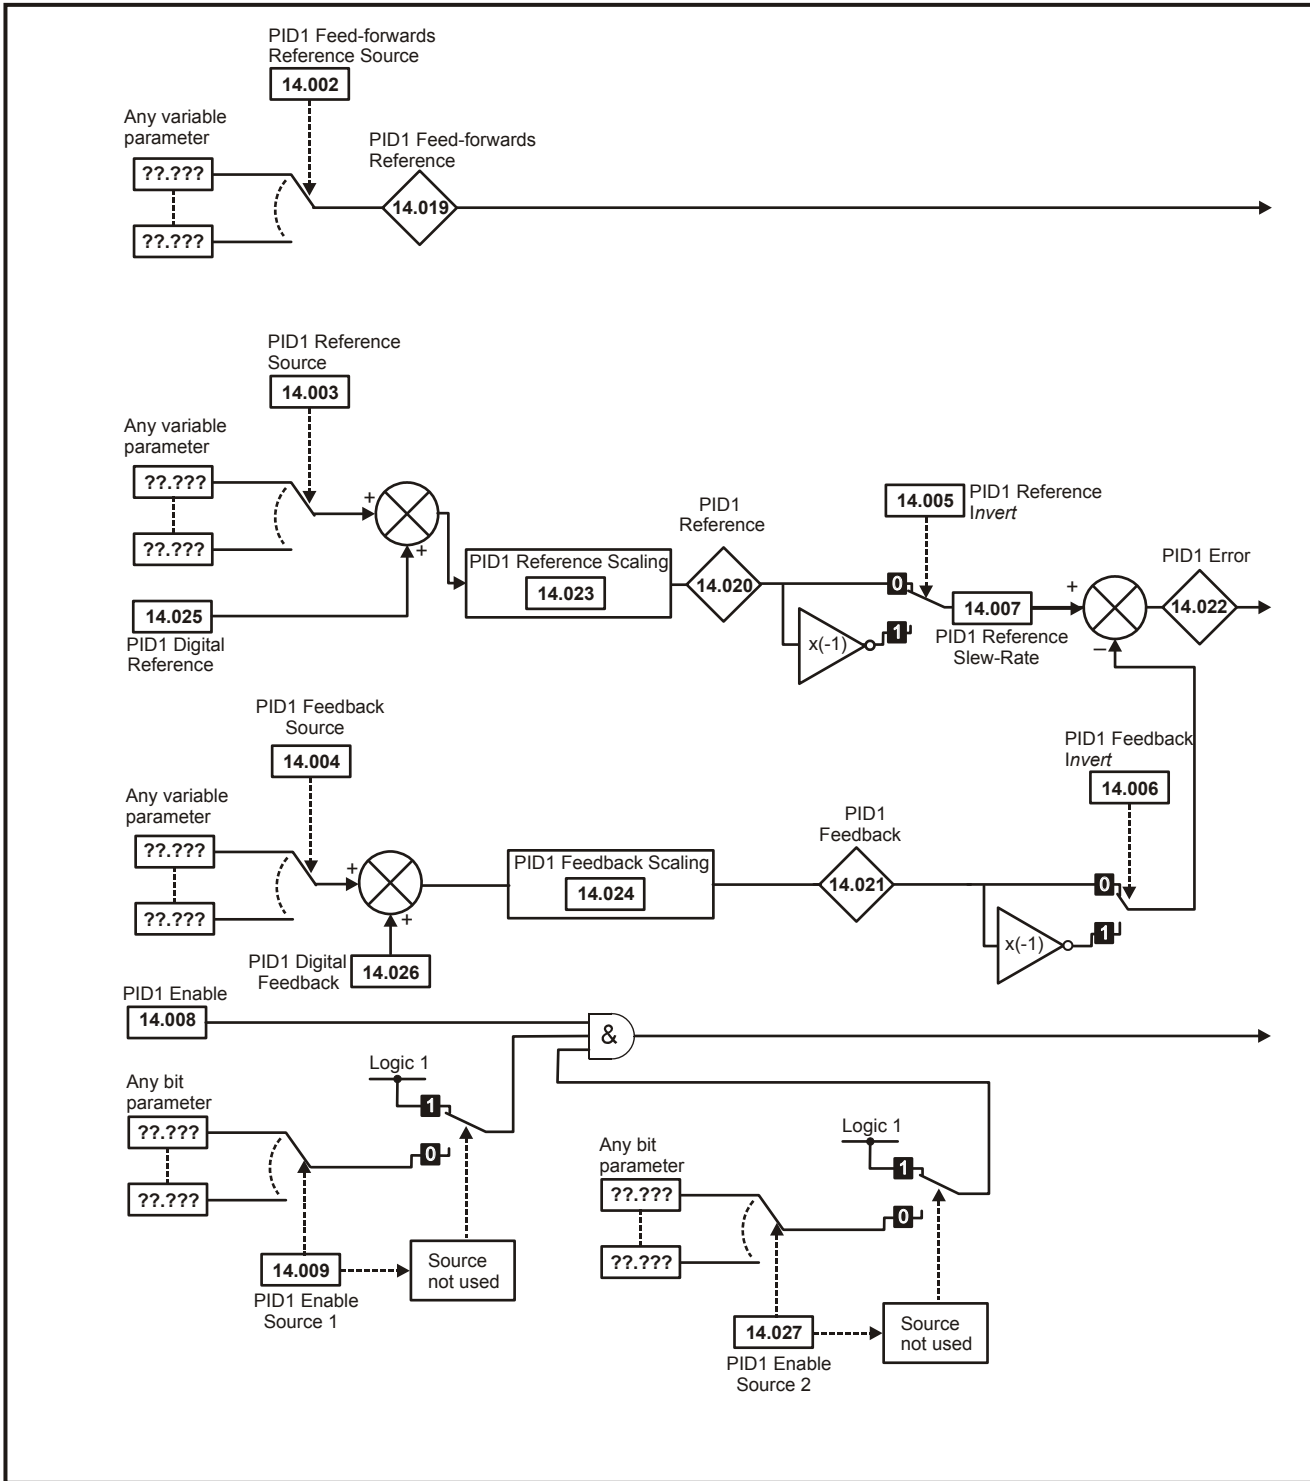 PID1 Feed-forwards
Reference Source
14.002
Any variable
parameter
??.???
??.???
PID1 Feed-forwards
Reference
14.019
PID1 Reference
Source
14.003
Any variable
parameter
??.???
??.???
+
+
14.025
PID1 Digital
Reference
PID1 Reference Scaling
14.023
PID1
Reference
14.020
x(-1)
0
1
14.005
PID1 Reference
Invert
14.007
PID1 Reference
Slew-Rate
+
–
PID1 Error
14.022
PID1 Feedback
Source
14.004
Any variable
parameter
??.???
??.???
+
+
PID1 Digital
Feedback
14.026
PID1 Feedback Scaling
14.024
PID1
Feedback
14.021
x(-1)
0
1
PID1 Feedback
Invert
14.006
PID1 Enable
14.008
&
Any bit
parameter
??.???
??.???
Logic 1
1
0
14.009
PID1 Enable
Source 1
Source
not used
Any bit
parameter
??.???
??.???
Logic 1
1
0
14.027
PID1 Enable
Source 2
Source
not used